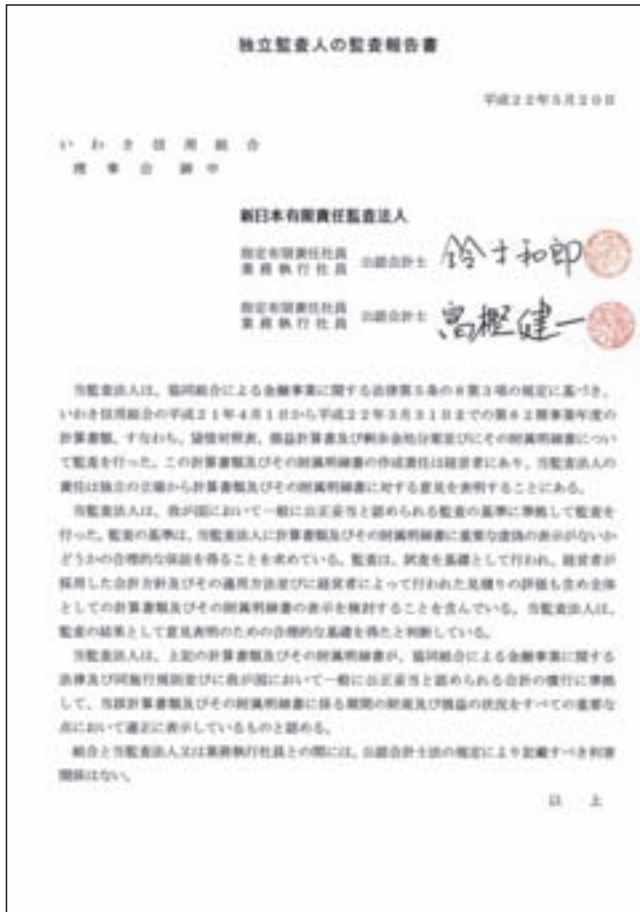 独立監査人の監査報告書
平成22年5月20日
いわき信用組合
理事会 御中
新日本有限責任監査法人
指定有限責任社員
業務執行社員 公認会計士 鈴木和郎
指定有限責任社員
業務執行社員 公認会計士 高橋健一
当監査法人は、協同組合による金融事業に関する法律第5条の8第3項の規定に基づき、
いわき信用組合の平成21年4月1日から平成22年3月31日までの第62期事業年度の
計算書類、すなわち、貸借対照表、損益計算書及び剰余金処分案並びにその附属明細書につい
て監査を行った。この計算書類及びその附属明細書の作成責任は経営者にあり、当監査法人の
責任は独立の立場から計算書類及びその附属明細書に対する意見を表明することにある。
当監査法人は、我が国において一般に公正妥当と認められる監査の基準に準拠して監査を
行った。監査の基準は、当監査法人に計算書類及びその附属明細書に重要な虚偽の表示がないか
どうかの合理的な保証を得ることを求めている。監査は、試査を基礎として行われ、経営者が
採用した会計方針及びその適用方法並びに経営者によって行われた見積りの評価も含め全体
としての計算書類及びその附属明細書の表示を検討することを含んでいる。当監査法人は、
監査の結果として意見表明のための合理的な基礎を得たと判断している。
当監査法人は、上記の計算書類及びその附属明細書が、協同組合による金融事業に関する
法律及び同施行規則並びに我が国において一般に公正妥当と認められる会計の慣行に準拠
して、当該計算書類及びその附属明細書に係る期間の財産及び損益の状況をすべての重要な
点において適正に表示しているものと認める。
組合と当監査法人又は業務執行社員との間には、公認会計士法の規定により記載すべき利害
関係はない。
以 上